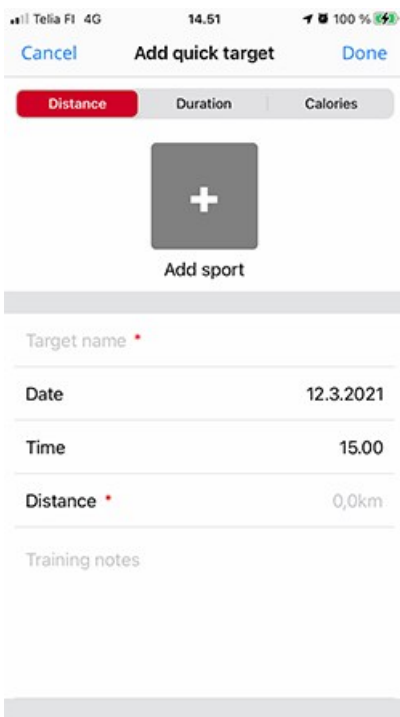 Telia FI 4G 14.51 100 %
Cancel Add quick target Done
Distance Duration Calories
Add sport
Target name *
Date 12.3.2021
Time 15.00
Distance * 0,0km
Training notes